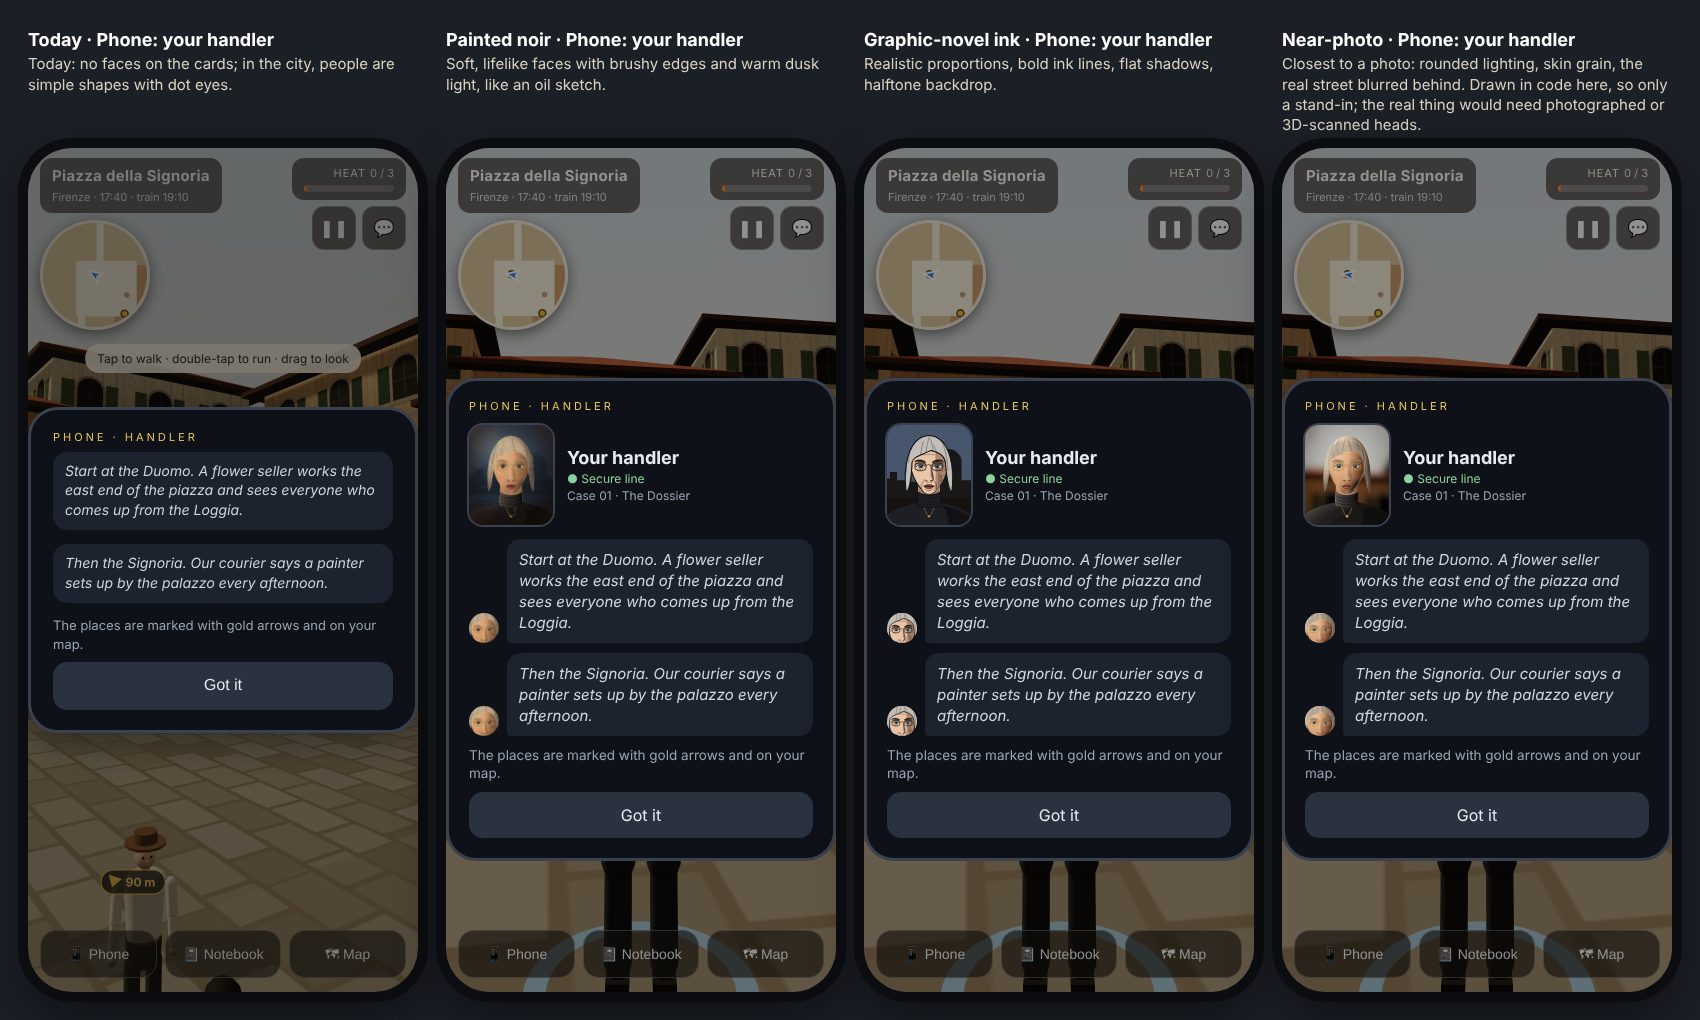 Today · Phone: your handler
Today: no faces on the cards; in the city, people are
simple shapes with dot eyes.
Painted noir · Phone: your handler
Soft, lifelike faces with brushy edges and warm dusk
light, like an oil sketch.
Graphic-novel ink · Phone: your handler
Realistic proportions, bold ink lines, flat shadows,
halftone backdrop.
Near-photo · Phone: your handler
Closest to a photo: rounded lighting, skin grain, the
real street blurred behind. Drawn in code here, so only
a stand-in; the real thing would need photographed or
3D-scanned heads.
Piazza della Signoria
Firenze · 17:40 · train 19:10
HEAT 0 / 3
Tap to walk · double-tap to run · drag to look
PHONE · HANDLER
Start at the Duomo. A flower seller works the
east end of the piazza and sees everyone who
comes up from the Loggia.
Then the Signoria. Our courier says a painter
sets up by the palazzo every afternoon.
The places are marked with gold arrows and on your
map.
Got it
90 m
Phone
Notebook
Map
Piazza della Signoria
Firenze · 17:40 · train 19:10
HEAT 0 / 3
PHONE · HANDLER
Your handler
Secure line
Case 01 · The Dossier
Start at the Duomo. A flower seller
works the east end of the piazza and
sees everyone who comes up from the
Loggia.
Then the Signoria. Our courier says a
painter sets up by the palazzo every
afternoon.
The places are marked with gold arrows and on your
map.
Got it
Phone
Notebook
Map
Piazza della Signoria
Firenze · 17:40 · train 19:10
HEAT 0 / 3
PHONE · HANDLER
Your handler
Secure line
Case 01 · The Dossier
Start at the Duomo. A flower seller
works the east end of the piazza and
sees everyone who comes up from the
Loggia.
Then the Signoria. Our courier says a
painter sets up by the palazzo every
afternoon.
The places are marked with gold arrows and on your
map.
Got it
Phone
Notebook
Map
Piazza della Signoria
Firenze · 17:40 · train 19:10
HEAT 0 / 3
PHONE · HANDLER
Your handler
Secure line
Case 01 · The Dossier
Start at the Duomo. A flower seller
works the east end of the piazza and
sees everyone who comes up from the
Loggia.
Then the Signoria. Our courier says a
painter sets up by the palazzo every
afternoon.
The places are marked with gold arrows and on your
map.
Got it
Phone
Notebook
Map